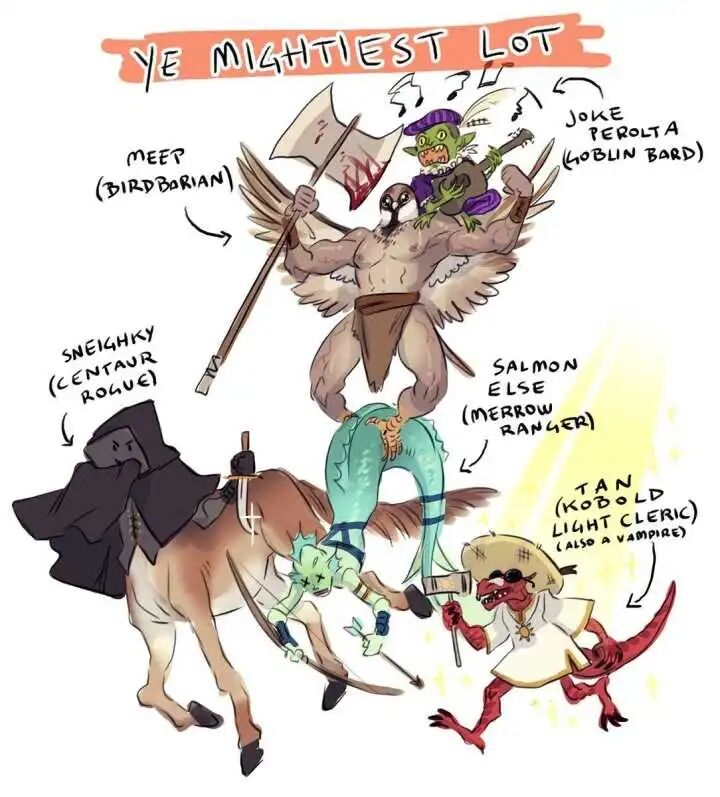 YE MIGHTIEST LOT
JOKE
PEROLTA
(GOBLIN BARD)
MEEP
(BIRDBARIAN)
SNEIGHKY
(CENTAUR
ROGUE)
SALMON
ELSE
(MERROW
RANGER)
TAN
(KOBOLD
LIGHT CLERIC)
(ALSO A VAMPIRE)